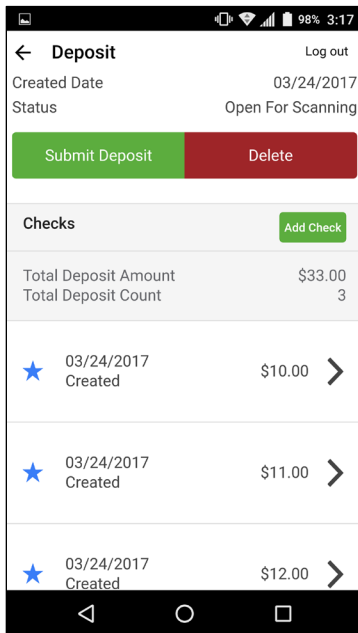 98% 3:17
Deposit Log out
Created Date 03/24/2017
Status Open For Scanning
Submit Deposit Delete
Checks Add Check
Total Deposit Amount $33.00
Total Deposit Count 3
03/24/2017
Created $10.00
03/24/2017
Created $11.00
03/24/2017
Created $12.00